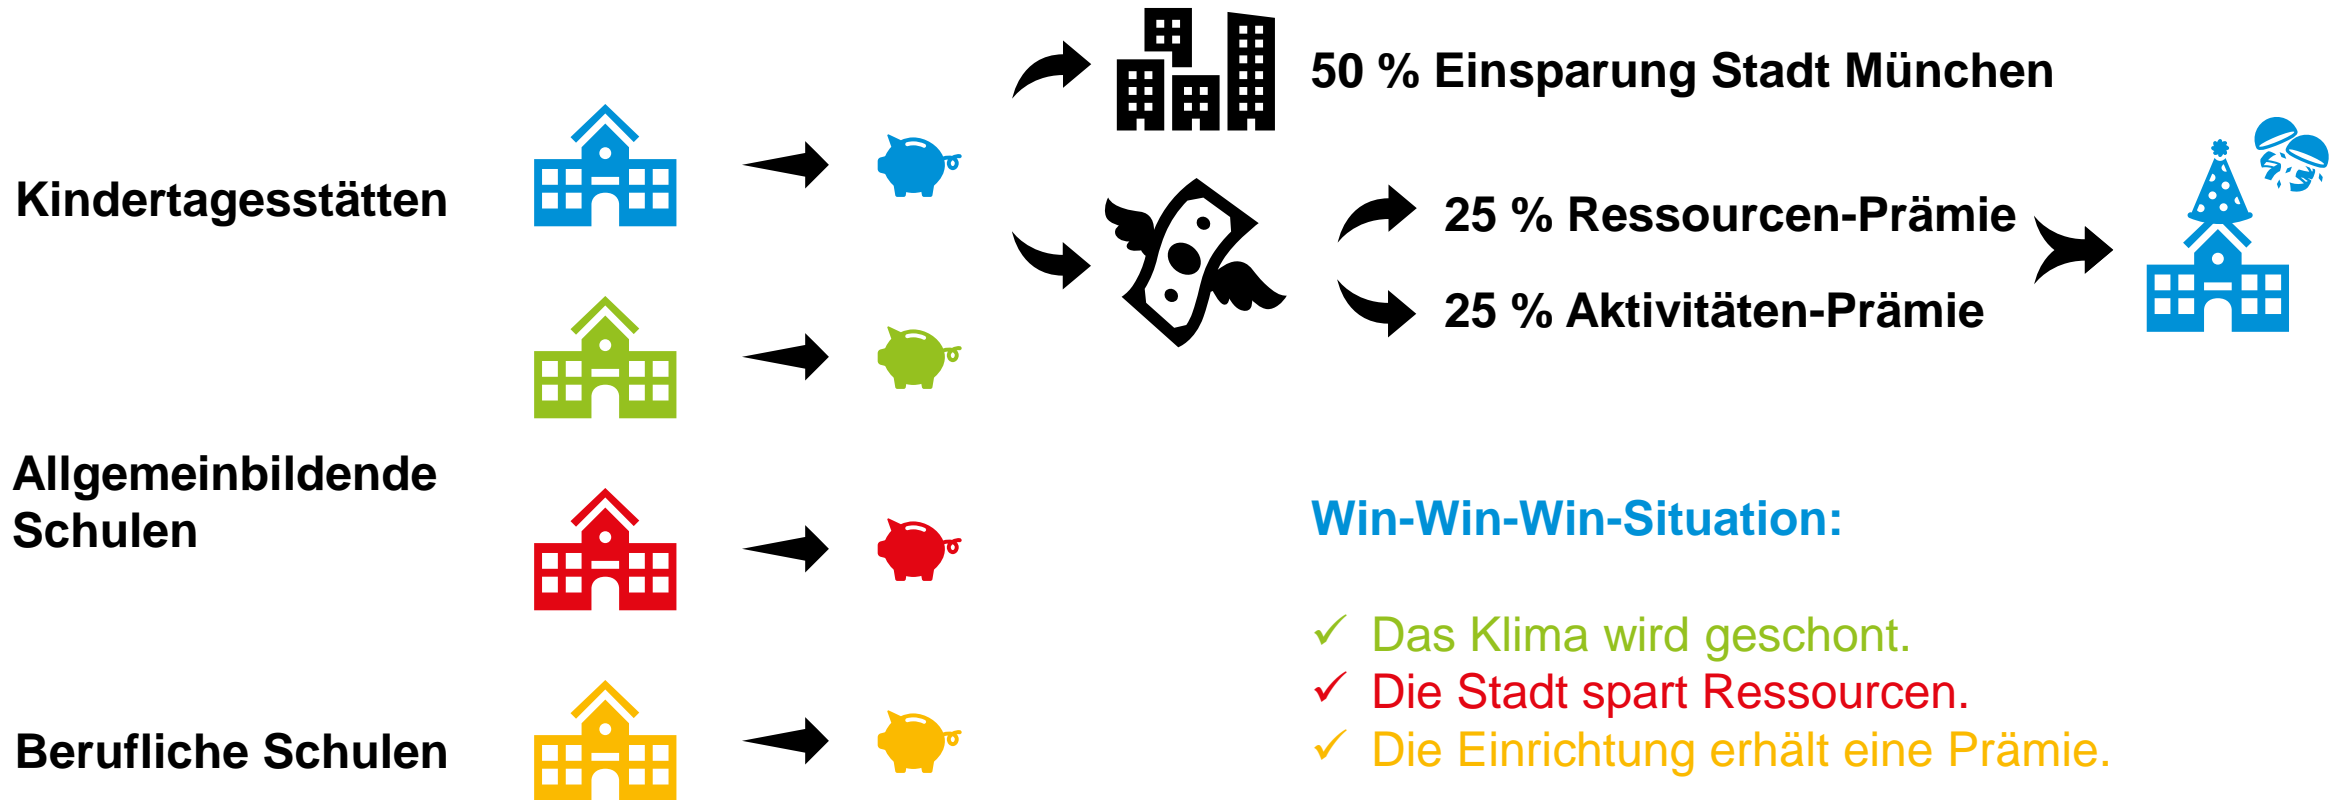 50 % Einsparung Stadt München
Kindertagesstätten
25 % Ressourcen-Prämie
25 % Aktivitäten-Prämie
Allgemeinbildende
Schulen
Berufliche Schulen
Win-Win-Win-Situation:
✓ Das Klima wird geschont.
✓ Die Stadt spart Ressourcen.
✓ Die Einrichtung erhält eine Prämie.